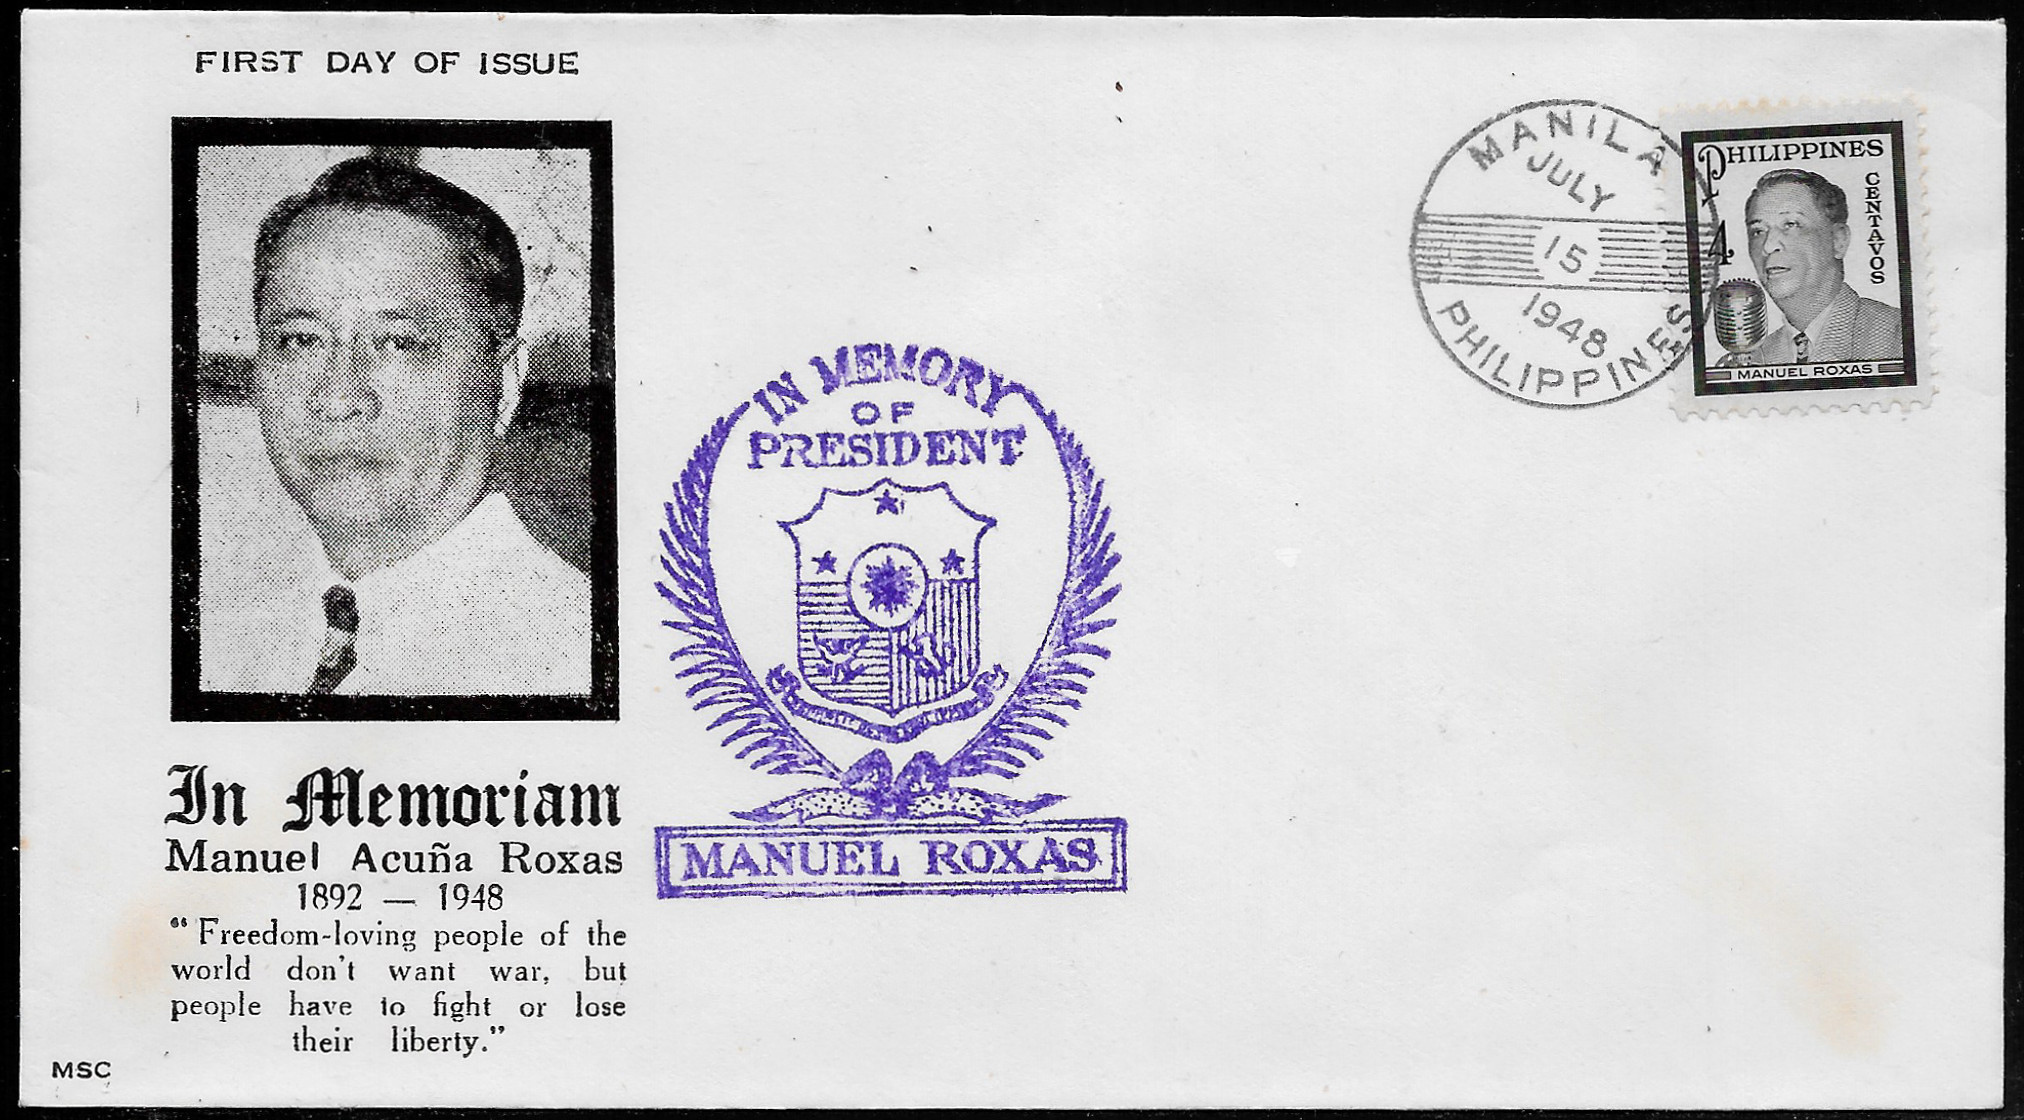 FIRST DAY OF ISSUE
In Memoriam
Manuel Acuña Roxas
1892 — 1948
“Freedom-loving people of the
world don't want war, but
people have to fight or lose
their liberty.”
MSC
IN MEMORY
OF
PRESIDENT
MANUEL ROXAS
MANILA
JULY
15
1948
PHILIPPINES
PHILIPPINES
4
CENTAVOS
MANUEL ROXAS